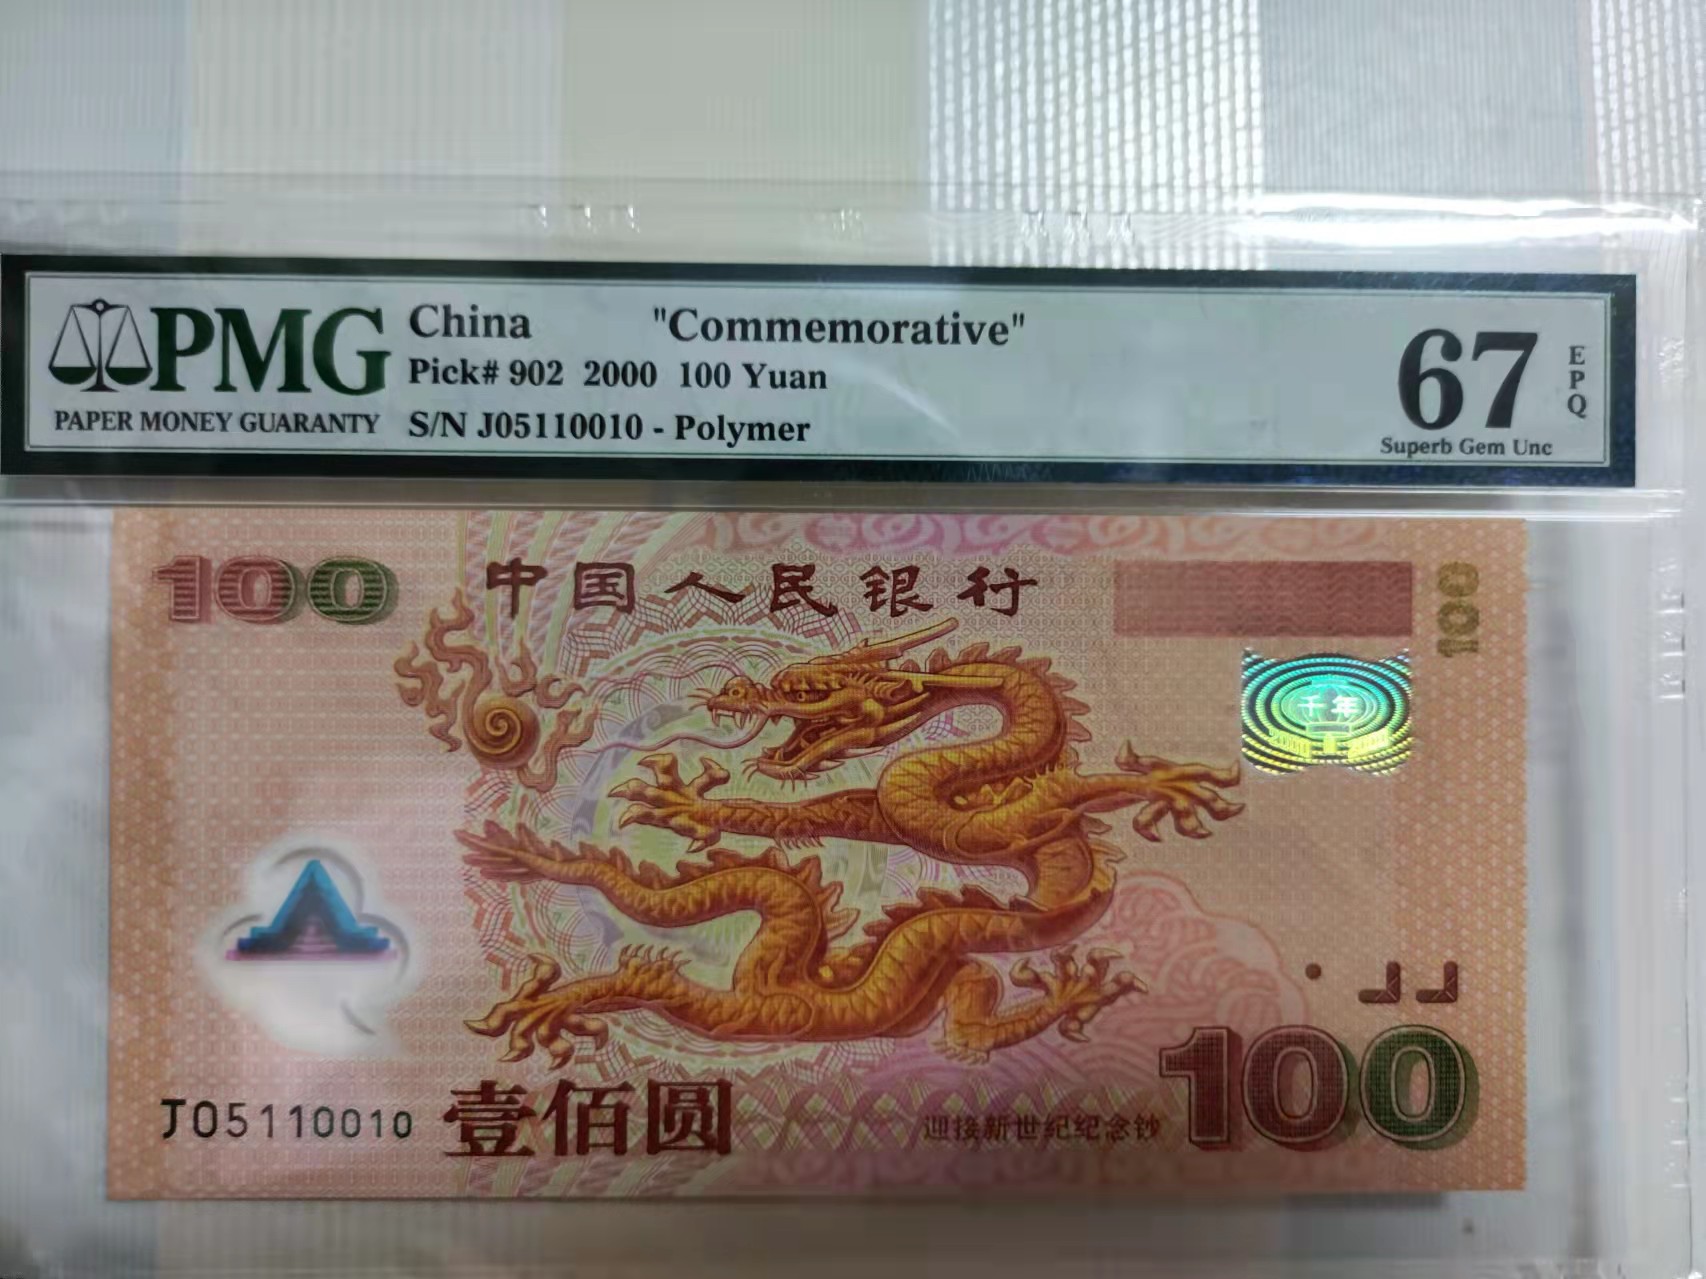 PMG
PAPER MONEY GUARANTY
China "Commemorative"
Pick# 902 2000 100 Yuan
S/N J05110010 - Polymer
67
EPQ
Superb Gem Unc
100
中国人民银行
100
千年
J05110010
壹佰圆
迎接新世纪纪念钞
100